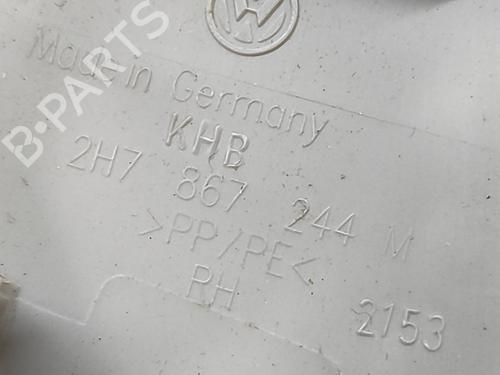 B-PARTS
Made in Germany
KHB
2H7 867 244 M
>PP/PE<
RH
2153